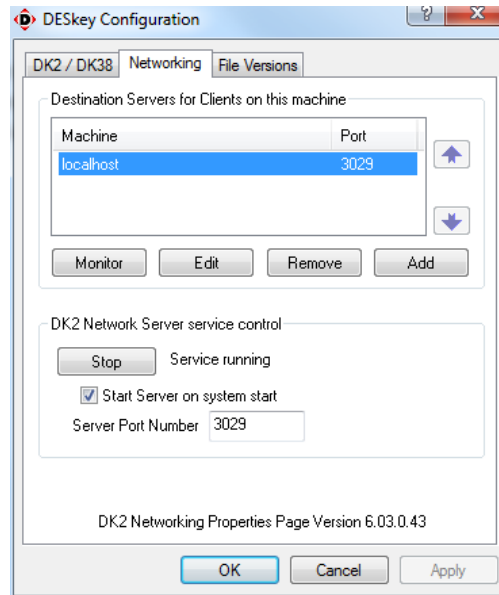 DESkey Configuration
DK2 / DK38 Networking File Versions
Destination Servers for Clients on this machine
Machine Port
localhost 3029
Monitor Edit Remove Add
DK2 Network Server service control
Stop Service running
Start Server on system start
Server Port Number 3029
DK2 Networking Properties Page Version 6.03.0.43
OK Cancel Apply